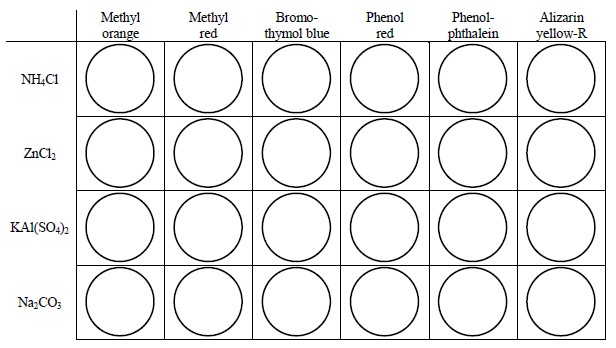 Methyl orange
Methyl red
Bromo-
thymol blue
Phenol red
Phenol-
phthalein
Alizarin yellow-R
NH₄Cl
ZnCl₂
KAl(SO₄)₂
Na₂CO₃